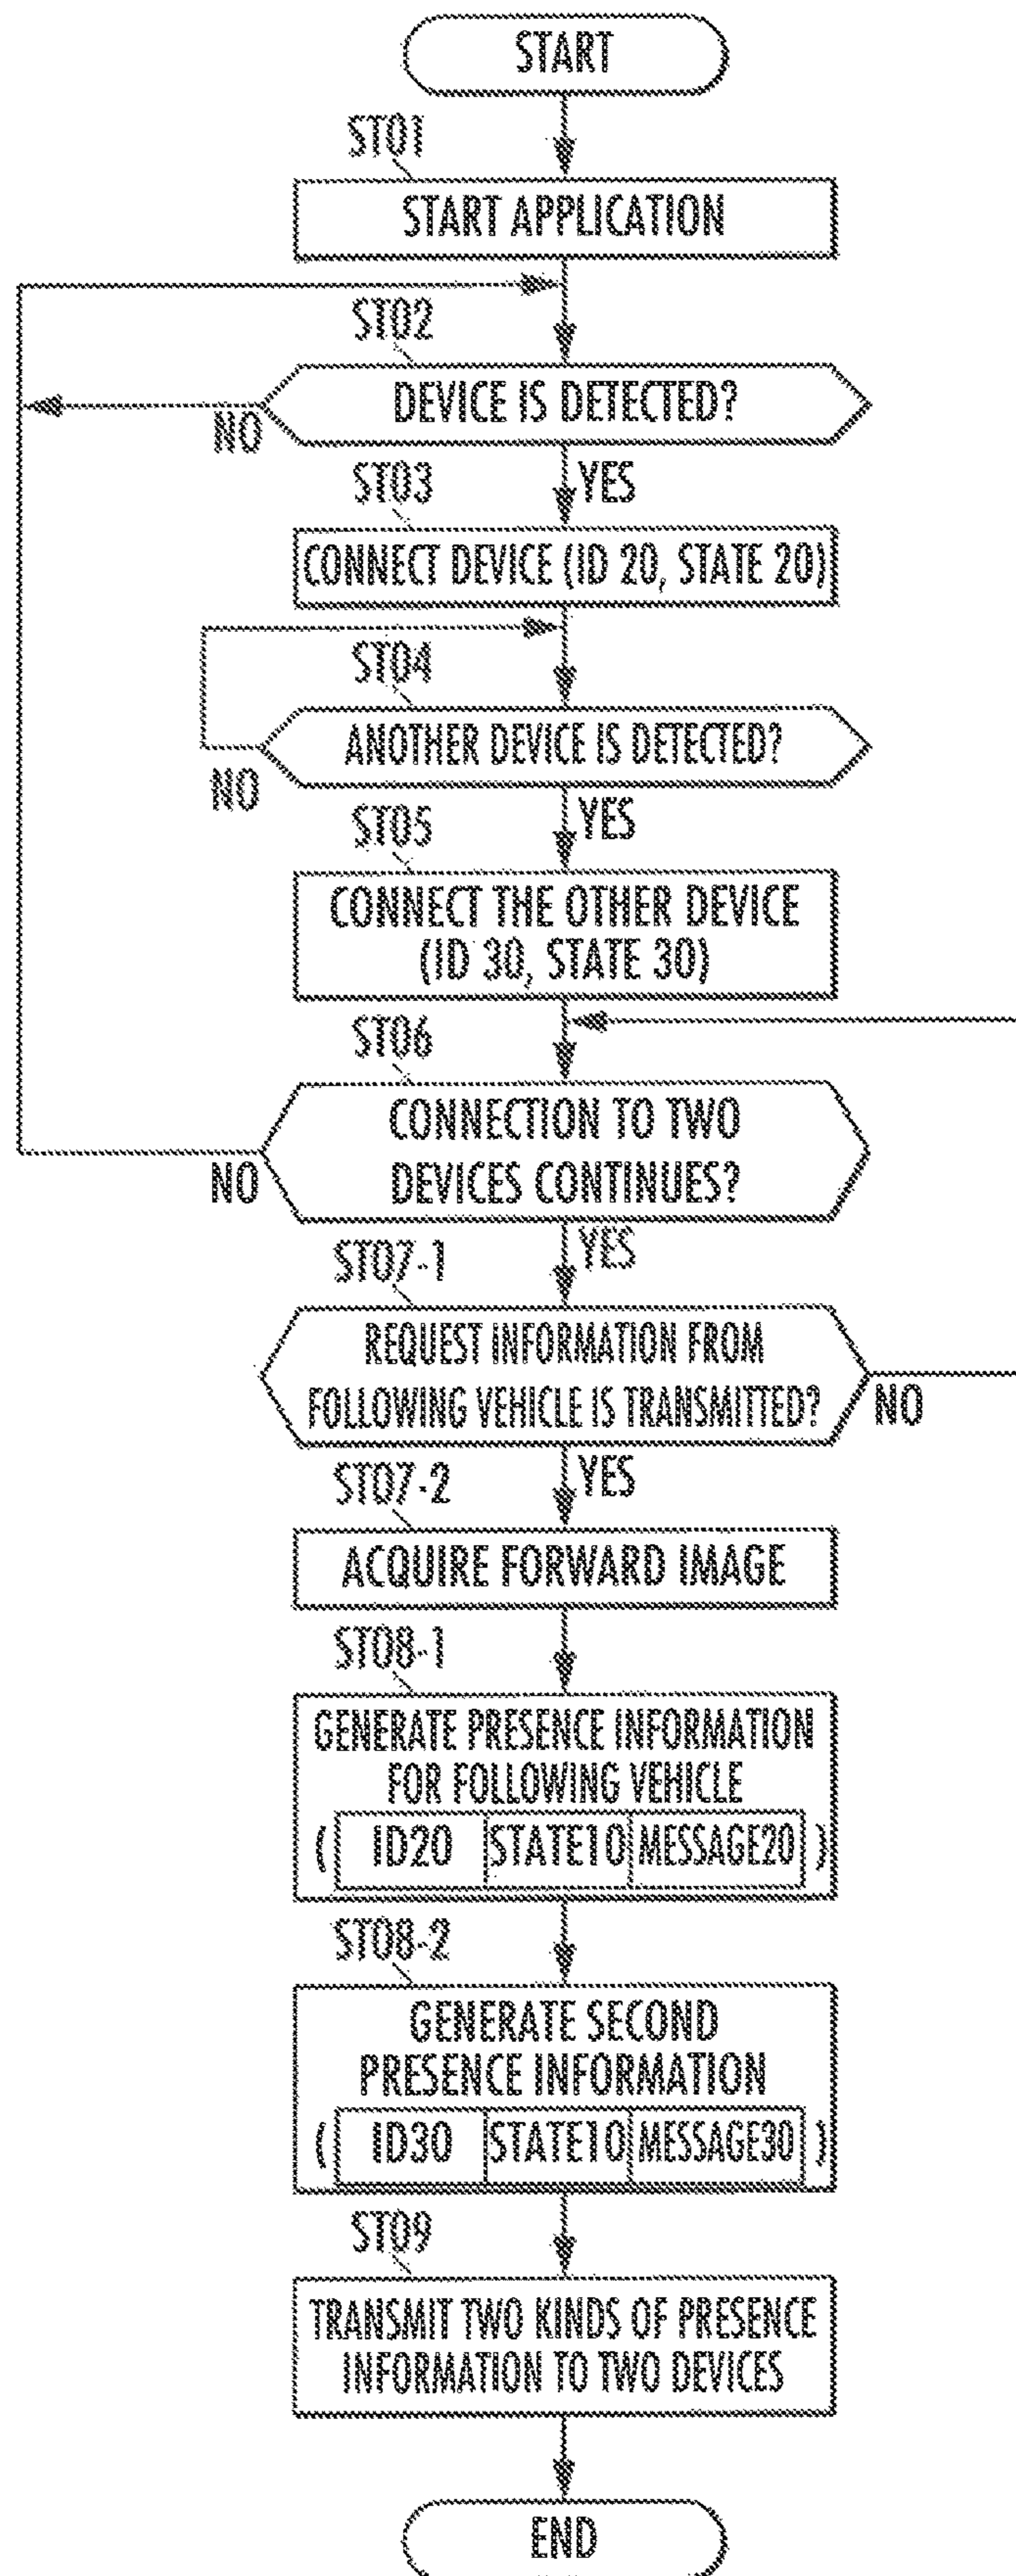 START
ST01
START APPLICATION
ST02
DEVICE IS DETECTED?
NO
ST03
YES
CONNECT DEVICE (ID 20, STATE 20)
ST04
ANOTHER DEVICE IS DETECTED?
NO
ST05
YES
CONNECT THE OTHER DEVICE
(ID 30, STATE 30)
ST06
CONNECTION TO TWO
DEVICES CONTINUES?
NO
YES
ST07-1
REQUEST INFORMATION FROM
FOLLOWING VEHICLE IS TRANSMITTED?
NO
ST07-2
YES
ACQUIRE FORWARD IMAGE
ST08-1
GENERATE PRESENCE INFORMATION
FOR FOLLOWING VEHICLE
( ID20 STATE10 MESSAGE20 )
ST08-2
GENERATE SECOND
PRESENCE INFORMATION
( ID30 STATE10 MESSAGE30 )
ST09
TRANSMIT TWO KINDS OF PRESENCE
INFORMATION TO TWO DEVICES
END